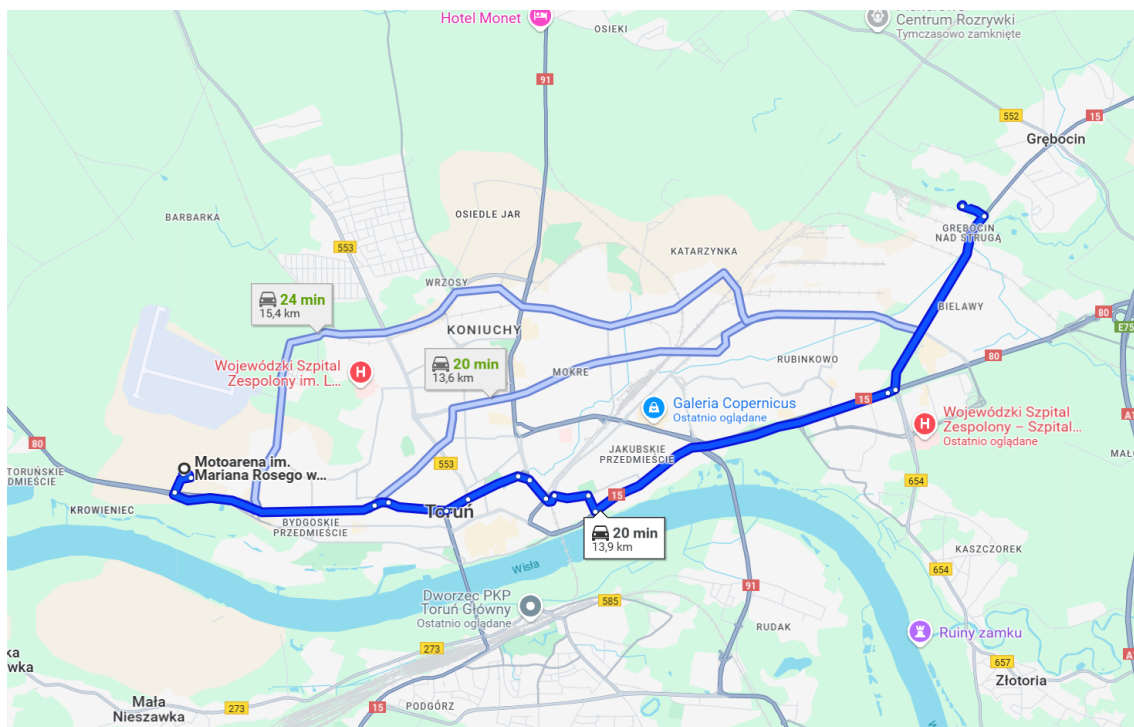 Hotel Monet
OSIEKI
Centrum Rozrywki
Tymczasowo zamknięte
91
552
15
Grębocin
BARBARKA
OSIEDLE JAR
GRĘBOCIN
NAD STRUGĄ
553
KATARZYNKA
WRZOSY
24 min
15,4 km
BIELAWY
80
E75
KONIUCHY
Wojewódzki Szpital
Zespolony im. L...
H
20 min
13,6 km
MOKRE
RUBINKOWO
80
15
Galeria Copernicus
Ostatnio oglądane
Wojewódzki Szpital
Zespolony – Szpital...
Ostatnio oglądane
H
80
JAKUBSKIE
PRZEDMIEŚCIE
553
Motoarena im.
Mariana Rosego w...
TORUŃSKIE
KROWIENIEC
BYDGOSKIE
PRZEDMIEŚCIE
Toruń
15
654
20 min
13,9 km
KASZCZOREK
654
Wisła
Dworzec PKP
Toruń Główny
Ostatnio oglądane
585
91
RUDAK
Ruiny zamku
273
657
Złotoria
Mała
Nieszawka
273
15
PODGÓRZ
Wisła